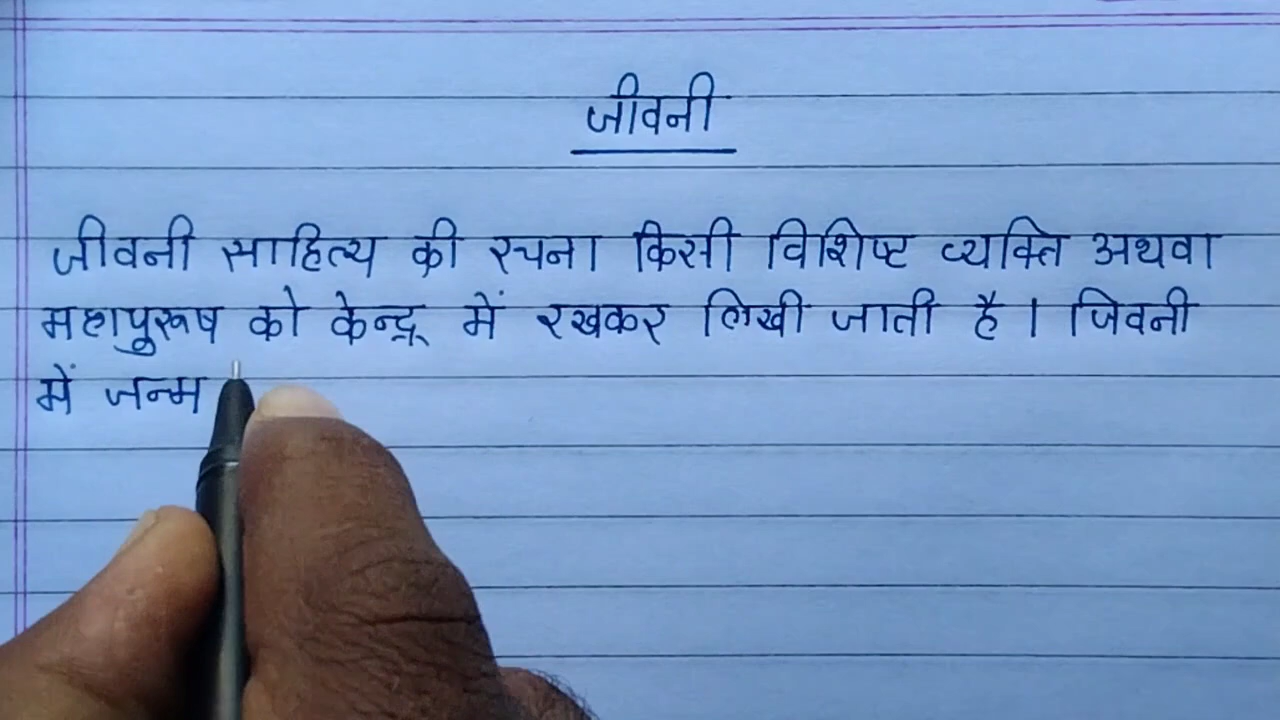 जीवनी
जीवनी साहित्य की रचना किसी विशिष्ट व्यक्ति अथवा
महापुरूष को केन्द्र में रखकर लिखी जाती है । जिवनी
में जन्म